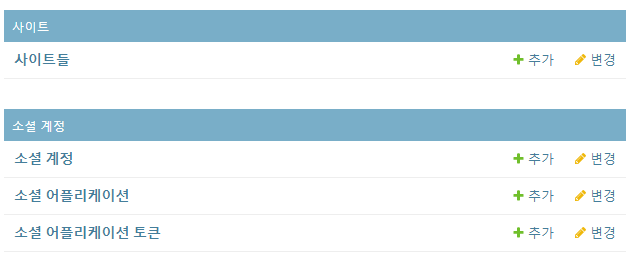 사이트
사이트들 추가 변경
소셜 계정
소셜 계정 추가 변경
소셜 어플리케이션 추가 변경
소셜 어플리케이션 토큰 추가 변경